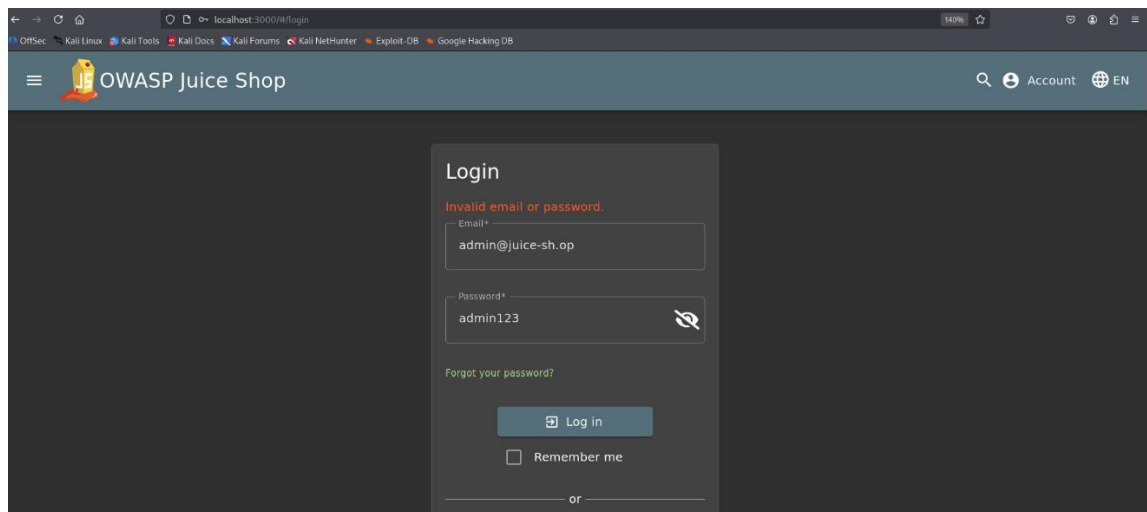 localhost:3000/#/login
140%
OffSec Kali Linux Kali Tools Kali Docs Kali Forums Kali NetHunter Exploit-DB Google Hacking DB
JS OWASP Juice Shop
Account EN
Login
Invalid email or password.
Email*
admin@juice-sh.op
Password*
admin123
Forgot your password?
Log in
Remember me
or